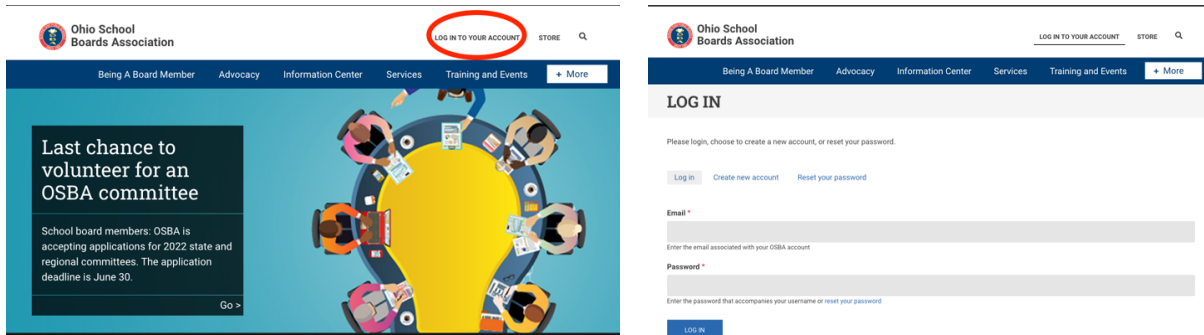 Ohio School
Boards Association
LOG IN TO YOUR ACCOUNT
STORE
Being A Board Member
Advocacy
Information Center
Services
Training and Events
+ More
Last chance to
volunteer for an
OSBA committee
School board members: OSBA is
accepting applications for 2022 state and
regional committees. The application
deadline is June 30.
Go >
Ohio School
Boards Association
LOG IN TO YOUR ACCOUNT
STORE
Being A Board Member
Advocacy
Information Center
Services
Training and Events
+ More
LOG IN
Please login, choose to create a new account, or reset your password.
Log in
Create new account
Reset your password
Email *
Enter the email associated with your OSBA account
Password *
Enter the password that accompanies your username or reset your password
LOG IN